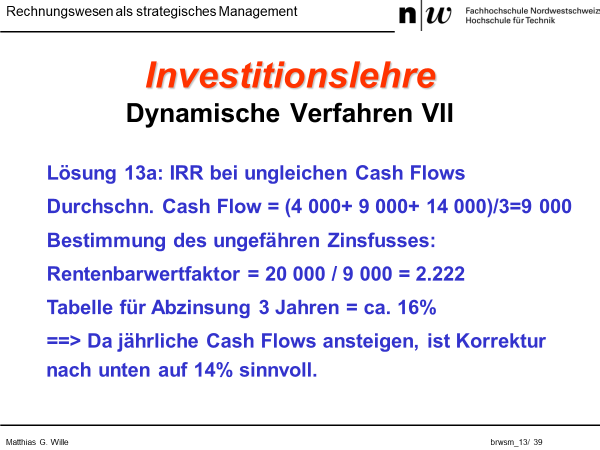 Rechnungswesen als strategisches Management
n|w Fachhochschule Nordwestschweiz
Hochschule für Technik
Investitionslehre
Dynamische Verfahren VII
Lösung 13a: IRR bei ungleichen Cash Flows
Durchschn. Cash Flow = (4 000+ 9 000+ 14 000)/3=9 000
Bestimmung des ungefähren Zinsfusses:
Rentenbarwertfaktor = 20 000 / 9 000 = 2.222
Tabelle für Abzinsung 3 Jahren = ca. 16%
==> Da jährliche Cash Flows ansteigen, ist Korrektur
nach unten auf 14% sinnvoll.
Matthias G. Wille
brwsm_13/ 39